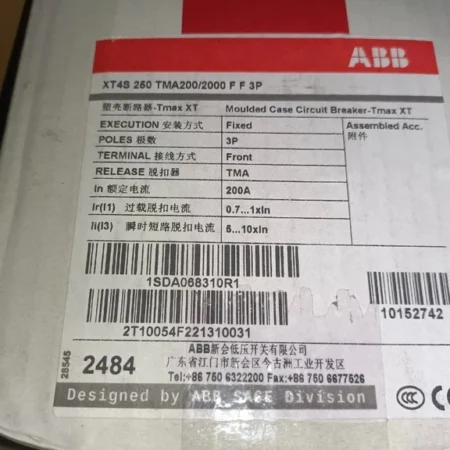 ABB
XT4S 250 TMA200/2000 F F 3P
塑壳断路器-Tmax XT Moulded Case Circuit Breaker-Tmax XT
EXECUTION 安装方式 Fixed Assembled Acc.
附件
POLES 极数 3P
TERMINAL 接线方式 Front
RELEASE 脱扣器 TMA
In 额定电流 200A
Ir(I1) 过载脱扣电流 0.7...1xIn
Ii(I3) 瞬时短路脱扣电流 5...10xIn
1SDA068310R1
10152742
2T10054F221310031
28545
2484
ABB新会低压开关有限公司
广东省江门市新会区今古洲工业开发区
Tel:+86 750 6322200 Fax:+86 750 6677526
Designed by ABB SACE Division
CCC